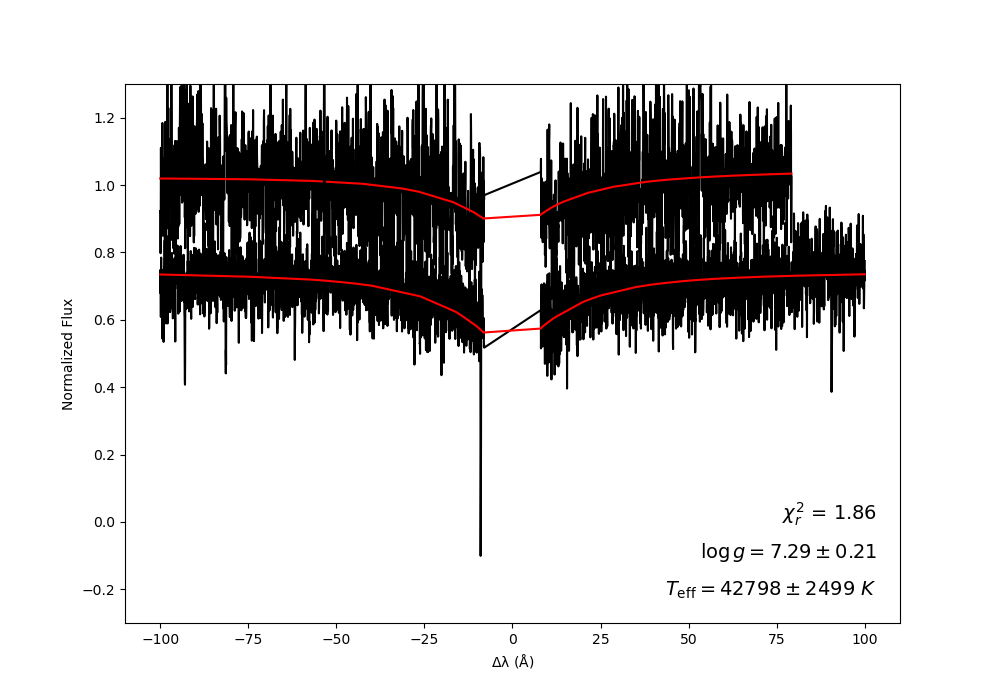 1.2
1.0
0.8
0.6
0.4
0.2
0.0
−0.2
Normalized Flux
χ²ᵣ = 1.86
log g = 7.29 ± 0.21
T_eff = 42798 ± 2499 K
−100 −75 −50 −25 0 25 50 75 100
Δλ (Å)